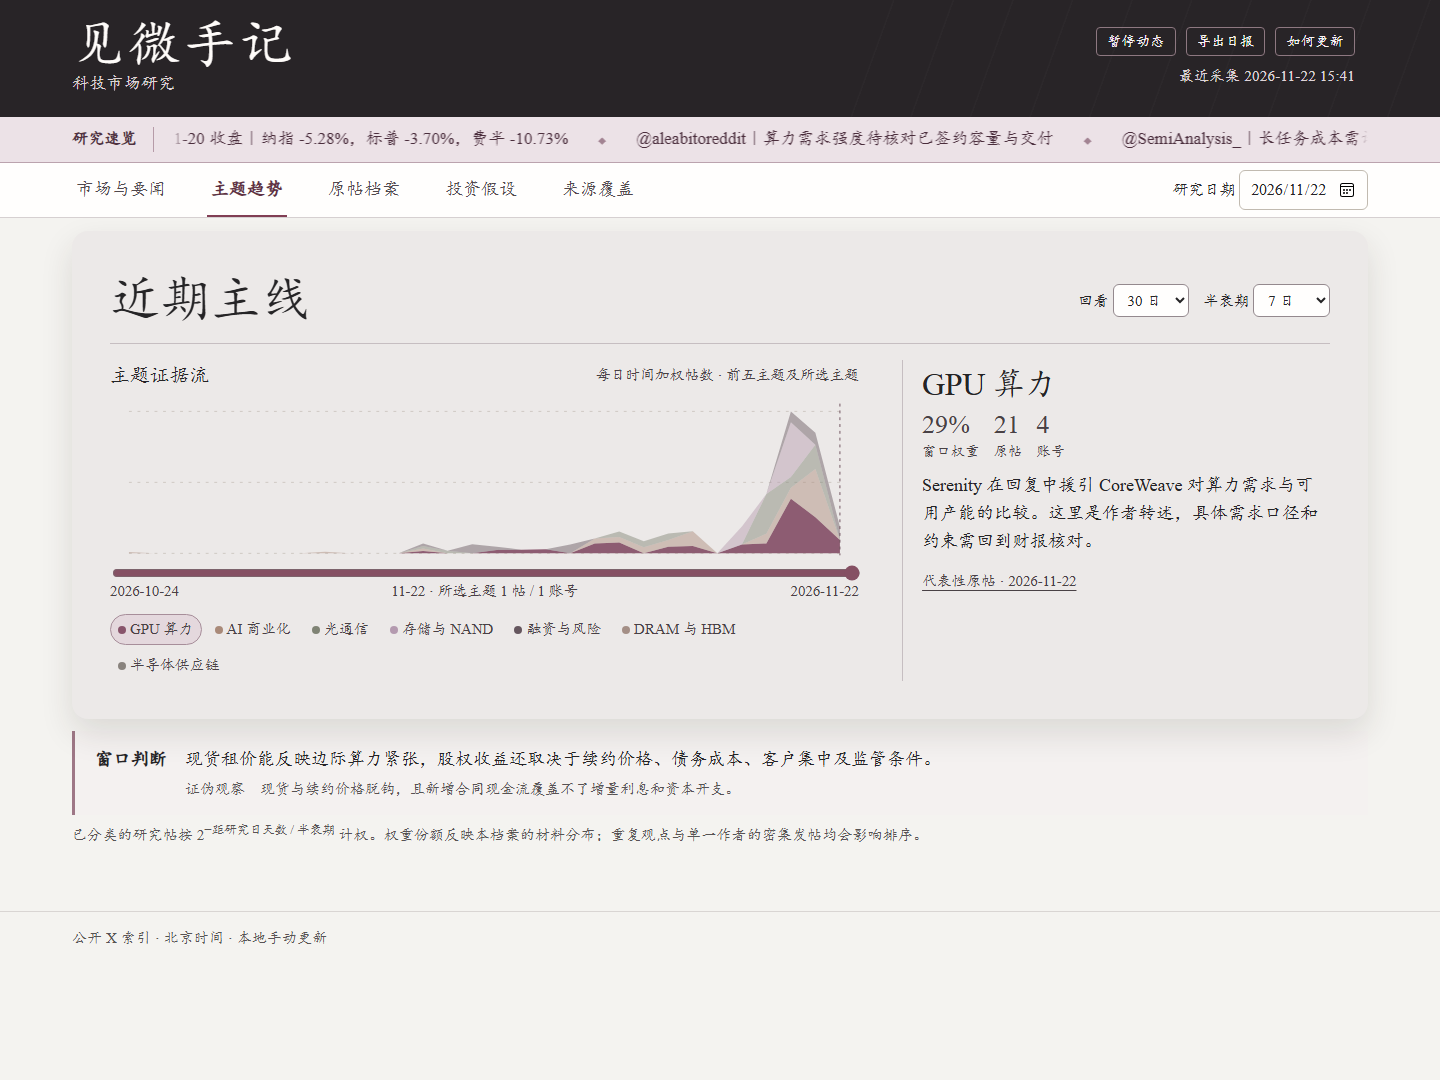 见微手记
科技市场研究
暂停动态
导出日报
如何更新
最近采集 2026-11-22 15:41
研究速览
1-20 收盘 | 纳指 -5.28%，标普 -3.70%，费半 -10.73%
◆
@aleabitoreddit | 算力需求强度待核对已签约容量与交付
◆
@SemiAnalysis_ | 长任务成本需
市场与要闻
主题趋势
原帖档案
投资假设
来源覆盖
研究日期
2026/11/22
近期主线
回看
30 日
半衰期
7 日
主题证据流
每日时间加权帖数 · 前五主题及所选主题
2026-10-24
11-22 · 所选主题 1 帖 / 1 账号
2026-11-22
GPU 算力
AI 商业化
光通信
存储与 NAND
融资与风险
DRAM 与 HBM
半导体供应链
GPU 算力
29%
21
4
窗口权重
原帖
账号
Serenity 在回复中援引 CoreWeave 对算力需求与可
用产能的比较。这里是作者转述，具体需求口径和
约束需回到财报核对。
代表性原帖 · 2026-11-22
窗口判断
现货租价能反映边际算力紧张，股权收益还取决于续约价格、债务成本、客户集中及监管条件。
证伪观察 现货与续约价格脱钩，且新增合同现金流覆盖不了增量利息和资本开支。
已分类的研究帖按 2−距研究日天数 / 半衰期 计权。权重份额反映本档案的材料分布；重复观点与单一作者的密集发帖均会影响排序。
公开 X 索引 · 北京时间 · 本地手动更新